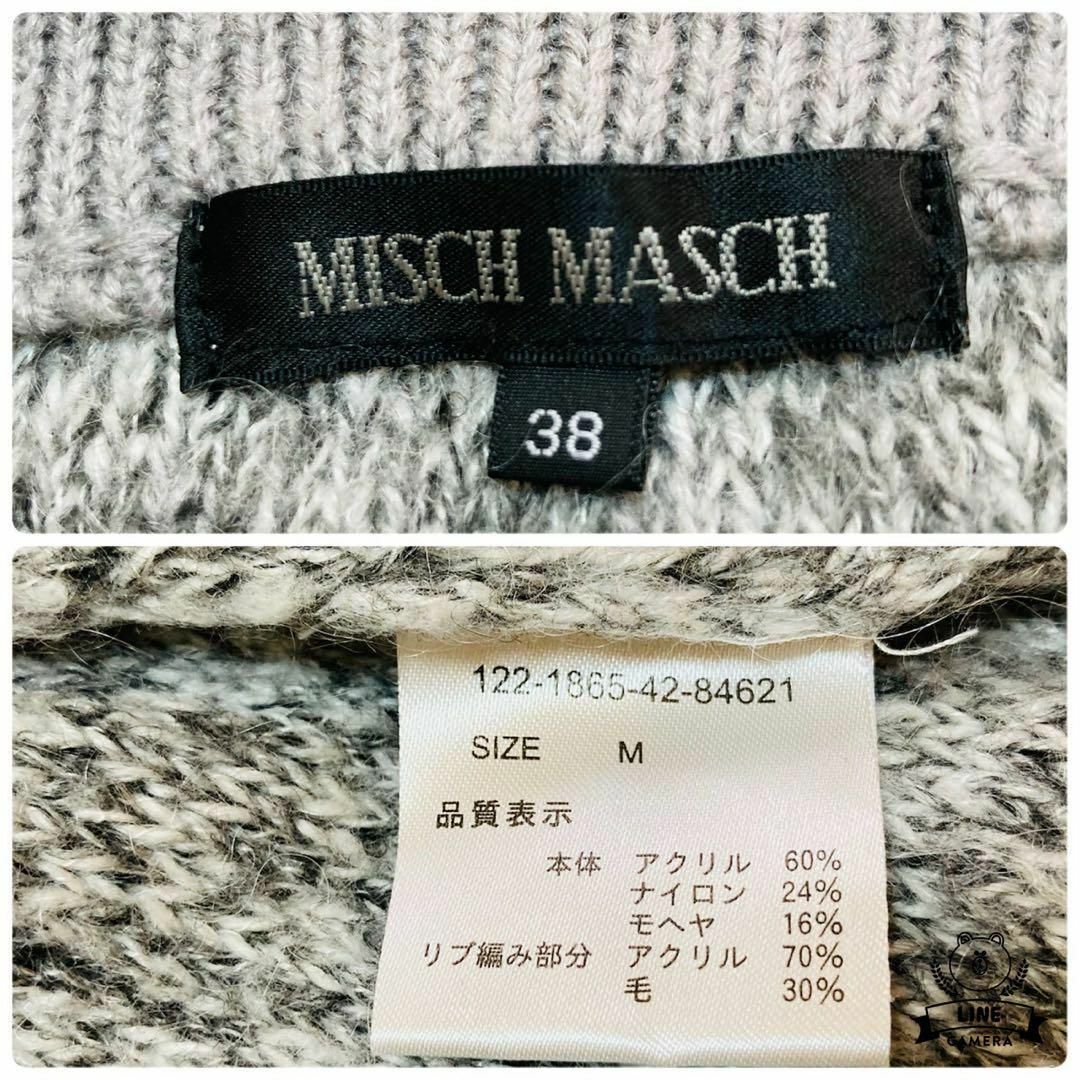 MISCH MASCH
38
122-1865-42-84621
SIZE M
品質表示
本体 アクリル 60%
ナイロン 24%
モヘヤ 16%
リブ編み部分 アクリル 70%
毛 30%
LINE
CAMERA